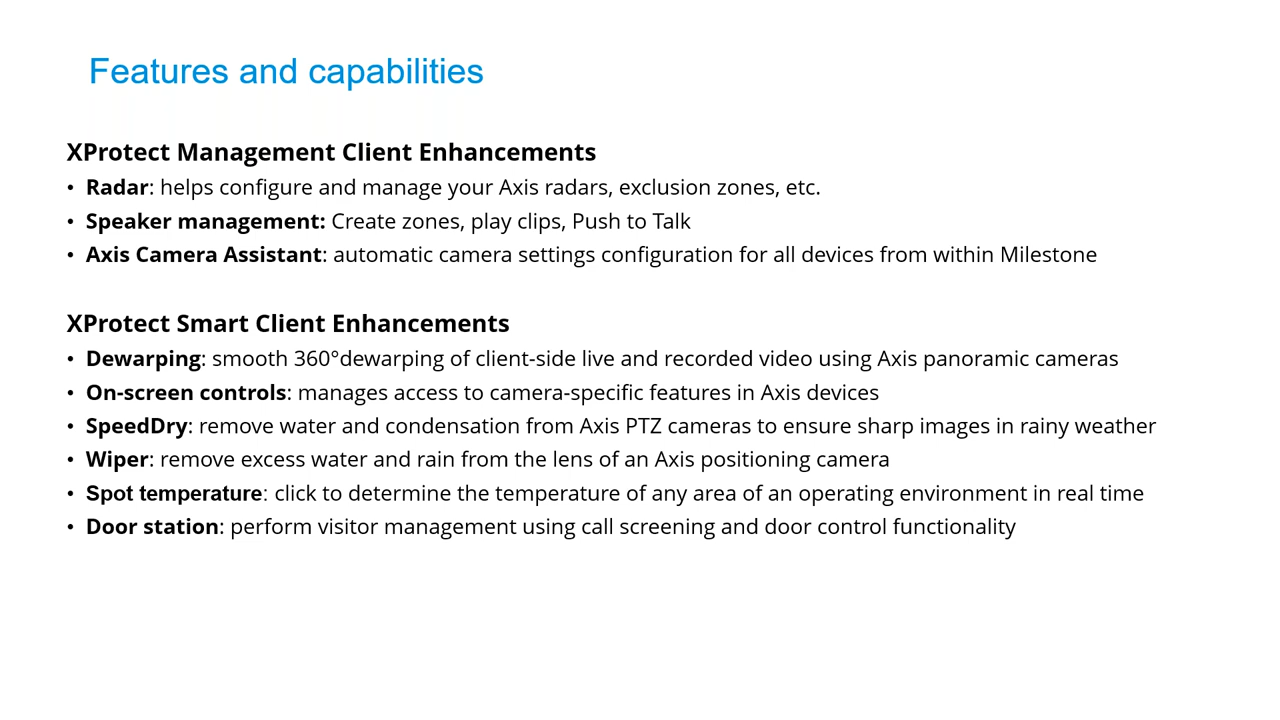 Features and capabilities
XProtect Management Client Enhancements
• Radar: helps configure and manage your Axis radars, exclusion zones, etc.
• Speaker management: Create zones, play clips, Push to Talk
• Axis Camera Assistant: automatic camera settings configuration for all devices from within Milestone
XProtect Smart Client Enhancements
• Dewarping: smooth 360°dewarping of client-side live and recorded video using Axis panoramic cameras
• On-screen controls: manages access to camera-specific features in Axis devices
• SpeedDry: remove water and condensation from Axis PTZ cameras to ensure sharp images in rainy weather
• Wiper: remove excess water and rain from the lens of an Axis positioning camera
• Spot temperature: click to determine the temperature of any area of an operating environment in real time
• Door station: perform visitor management using call screening and door control functionality